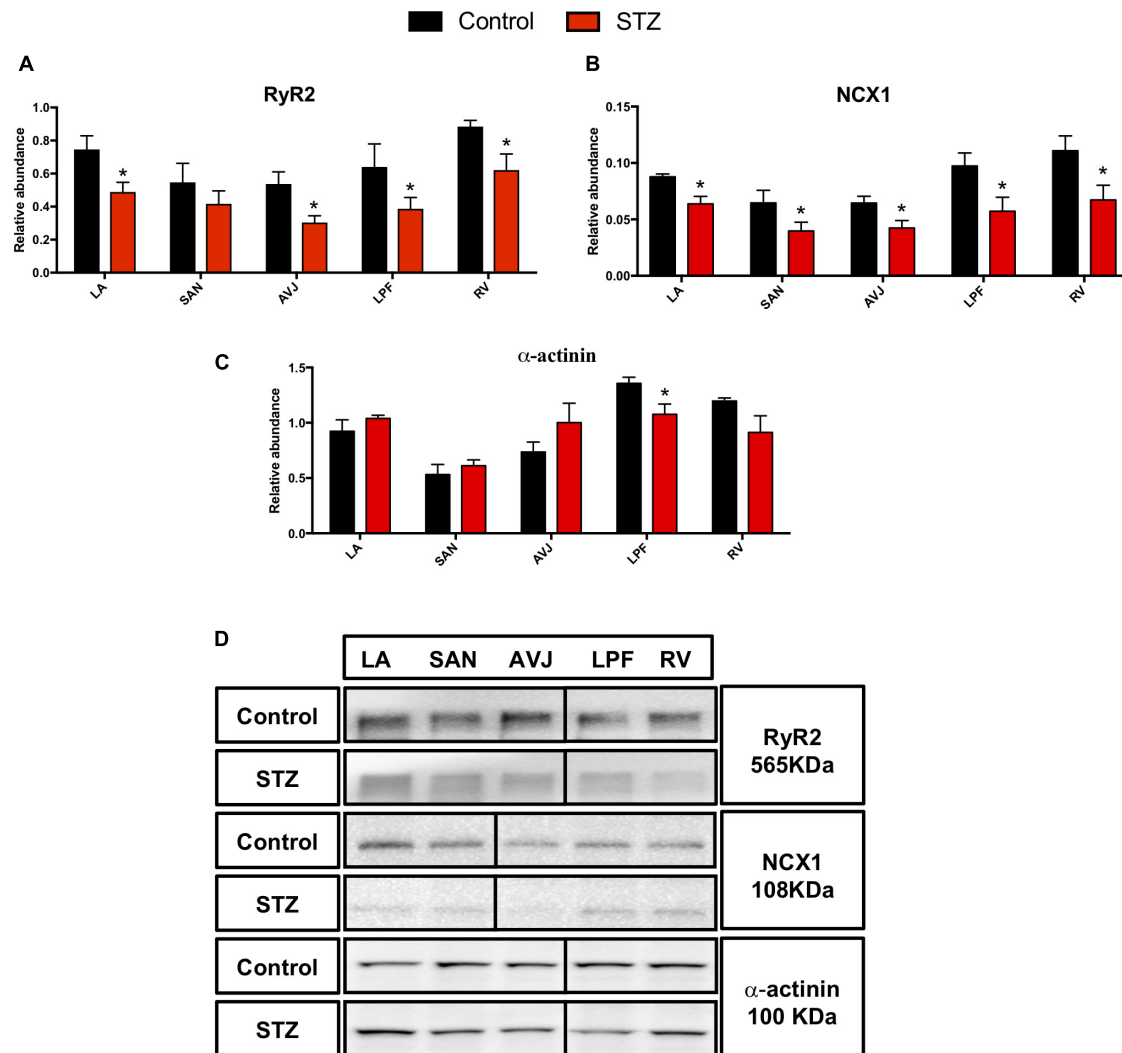 Control STZ
A
B
RyR2
NCX1
Relative abundance
1.0
0.8
0.6
0.4
0.2
0.0
* * * *
LA SAN AVJ LPF RV
Relative abundance
0.15
0.10
0.05
0.00
* * * * *
LA SAN AVJ LPF RV
C
α-actinin
Relative abundance
1.5
1.0
0.5
0.0
*
LA SAN AVJ LPF RV
D
LA SAN AVJ LPF RV
Control
STZ
RyR2
565KDa
Control
STZ
NCX1
108KDa
Control
STZ
α-actinin
100 KDa